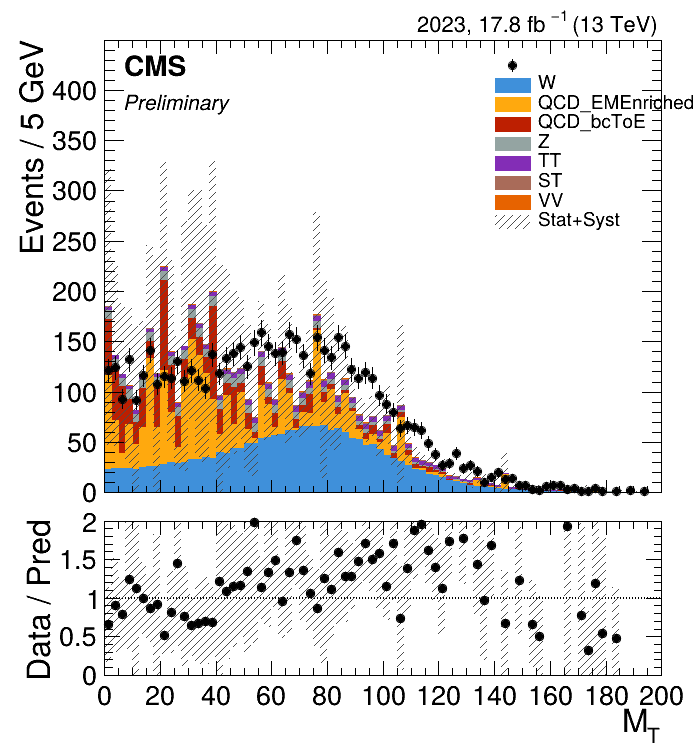 2023, 17.8 fb⁻¹ (13 TeV)
CMS
Preliminary
W
QCD_EMEnriched
QCD_bcToE
Z
TT
ST
VV
Stat+Syst
Events / 5 GeV
400
350
300
250
200
150
100
50
0
Data / Pred
2
1.5
1
0.5
0
0 20 40 60 80 100 120 140 160 180 200
M_T